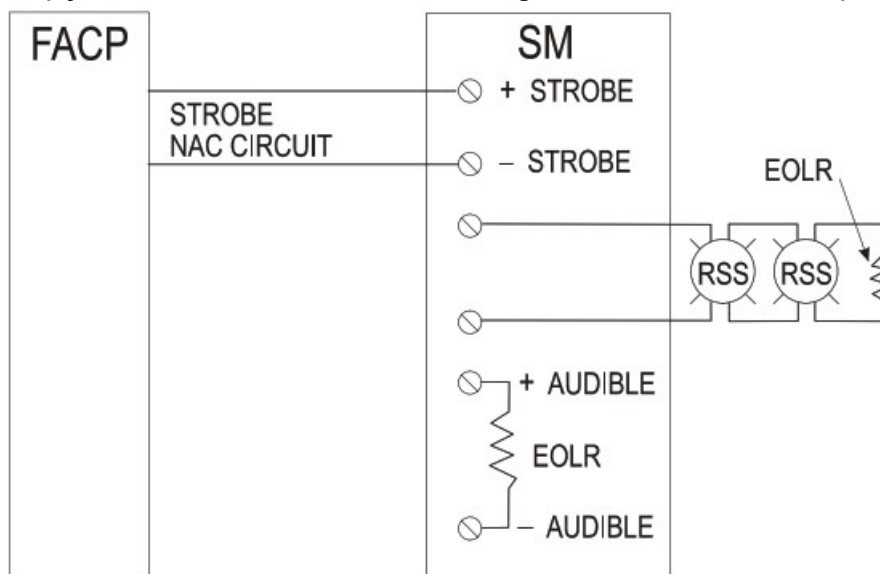 FACP
SM
+ STROBE
STROBE
NAC CIRCUIT
– STROBE
EOLR
RSS
RSS
+ AUDIBLE
EOLR
– AUDIBLE